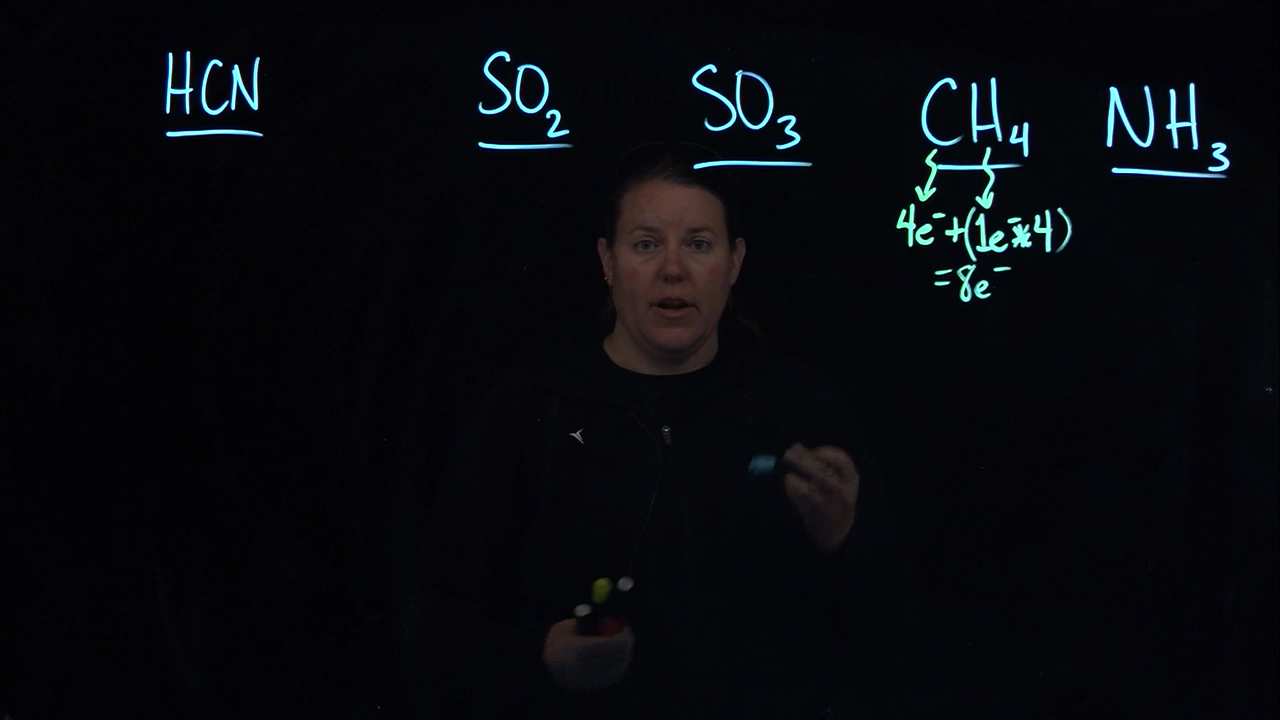 HCN SO₂ SO₃ CH₄ NH₃
4e⁻+(1e⁻*4)
=8e⁻